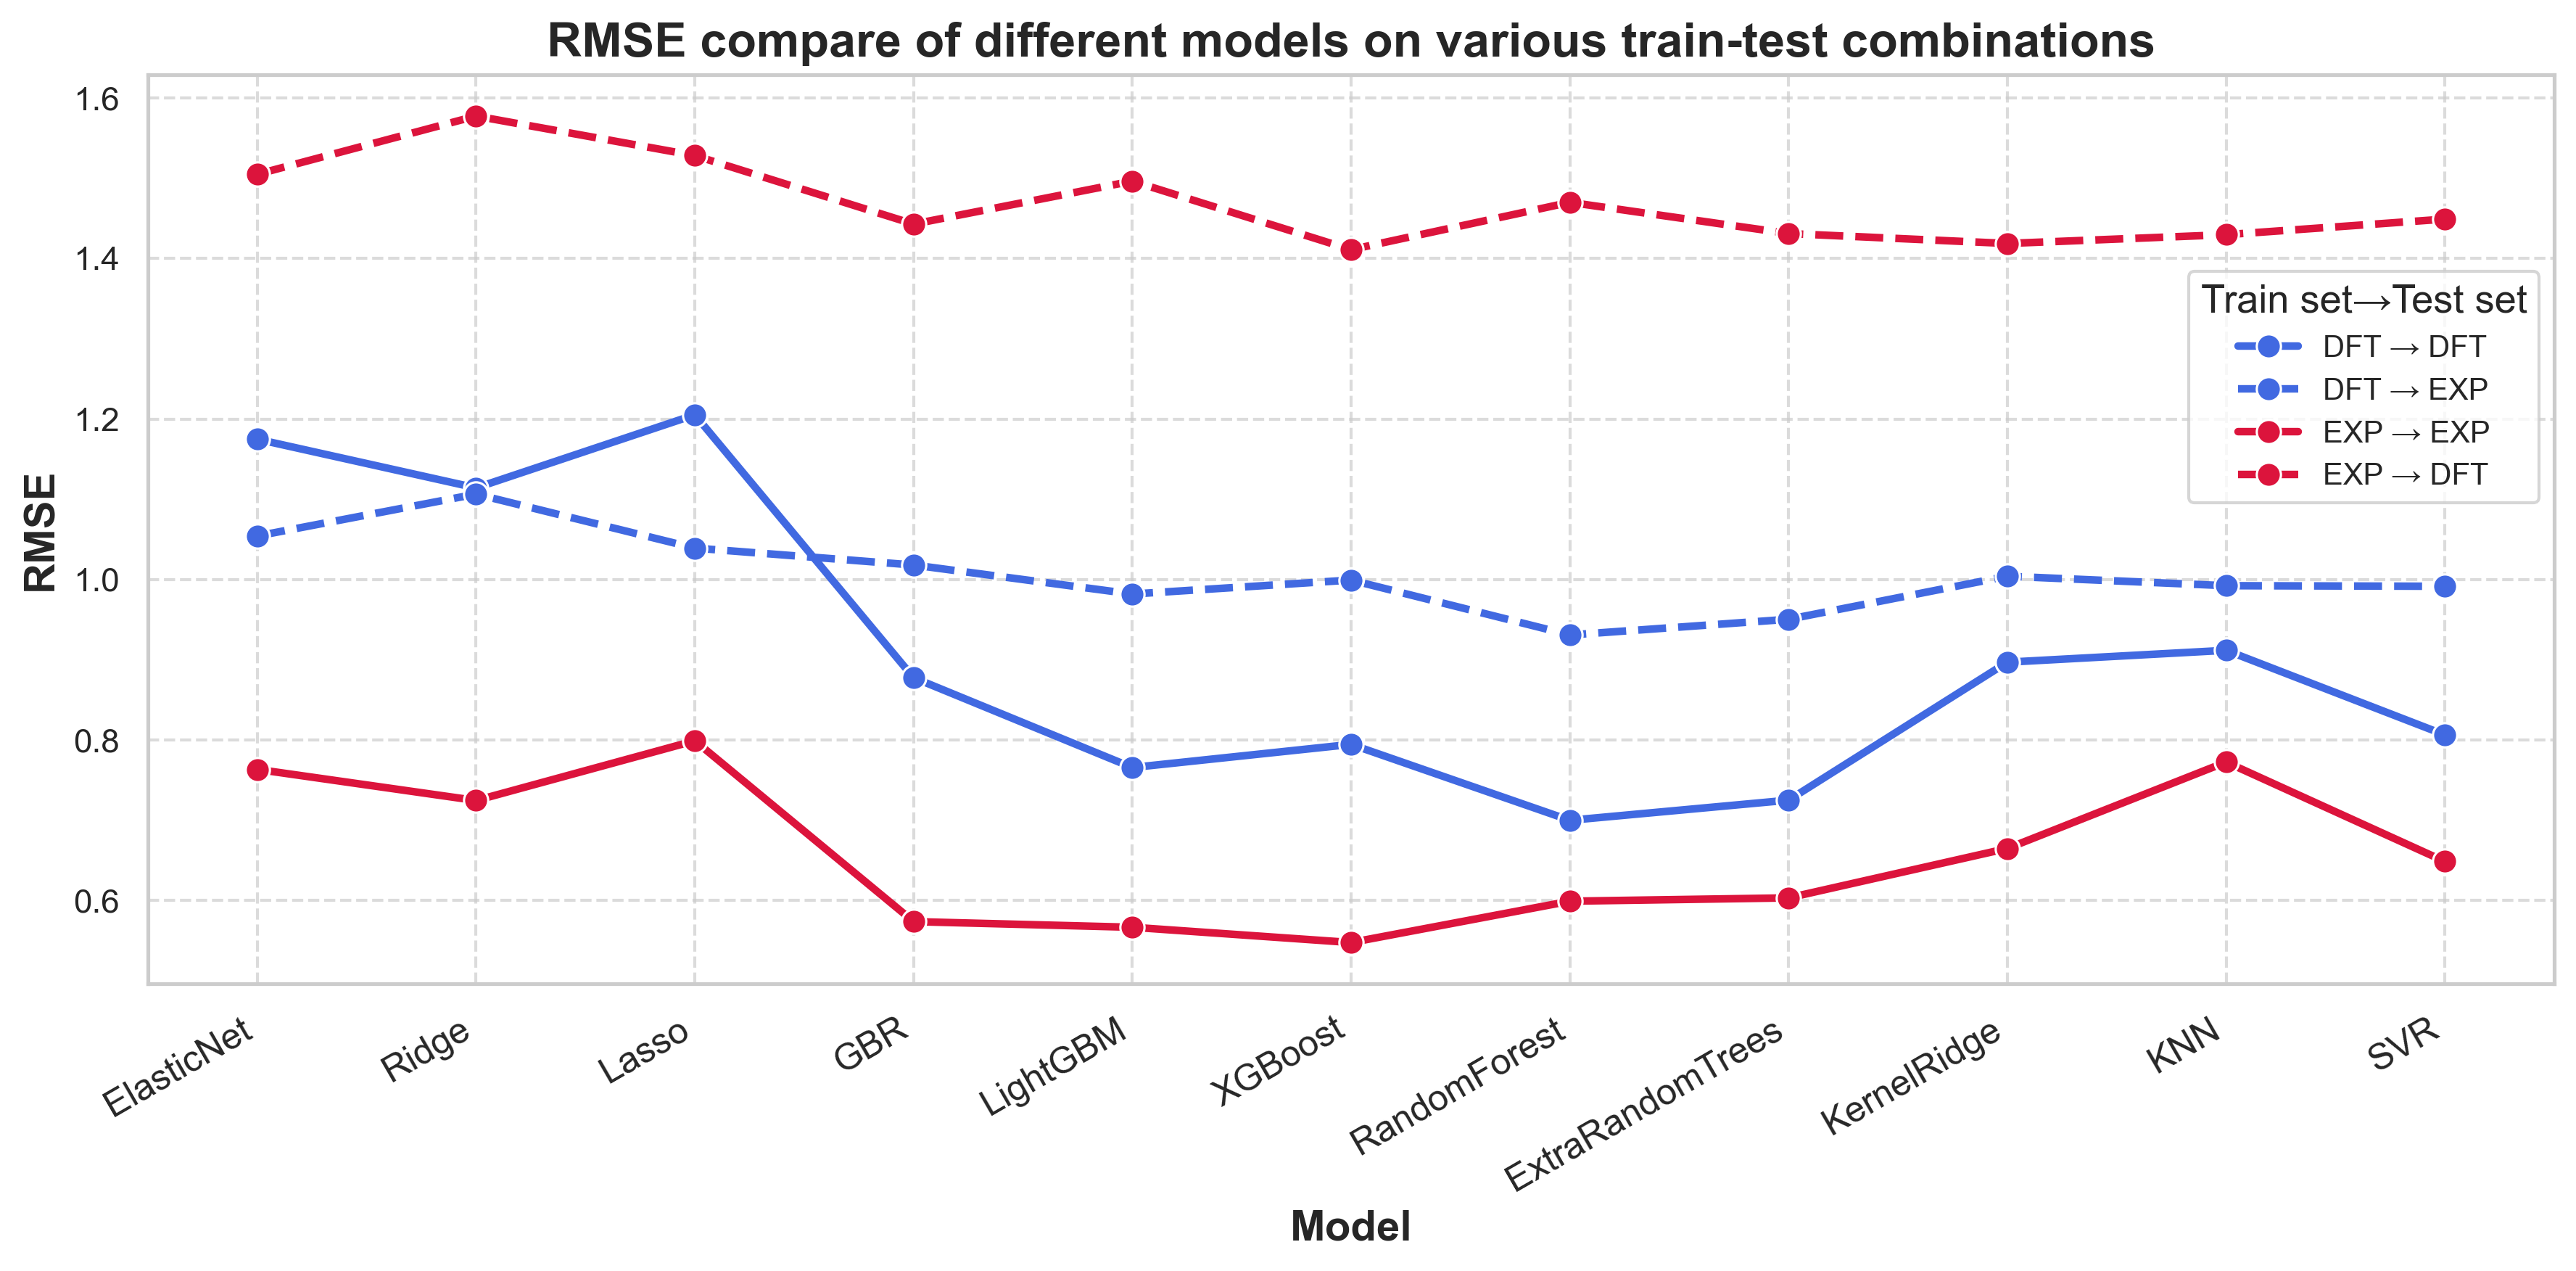 RMSE compare of different models on various train-test combinations
RMSE
1.6
1.4
1.2
1.0
0.8
0.6
Train set→Test set
DFT → DFT
DFT → EXP
EXP → EXP
EXP → DFT
ElasticNet
Ridge
Lasso
GBR
LightGBM
XGBoost
RandomForest
ExtraRandomTrees
KernelRidge
KNN
SVR
Model